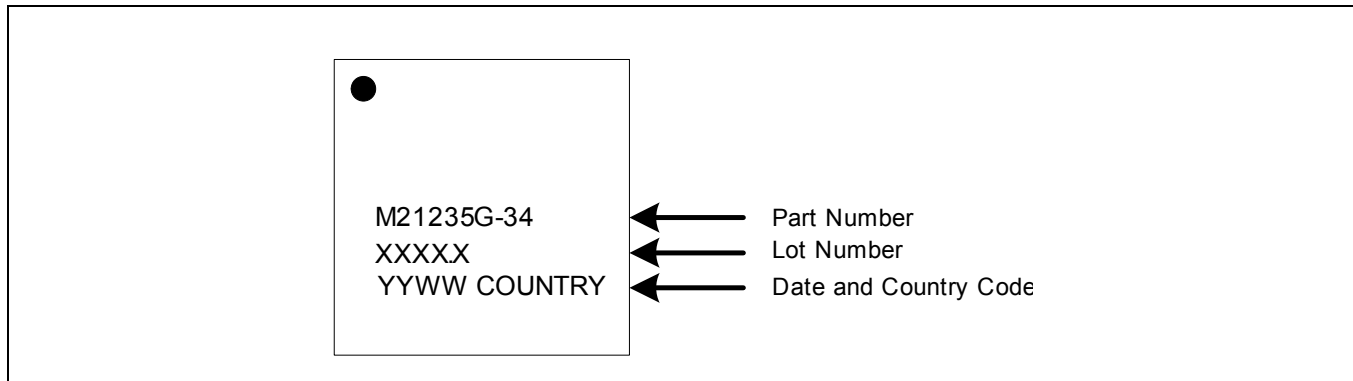 M21235G-34
Part Number
XXXX.X
Lot Number
YYWW COUNTRY
Date and Country Code